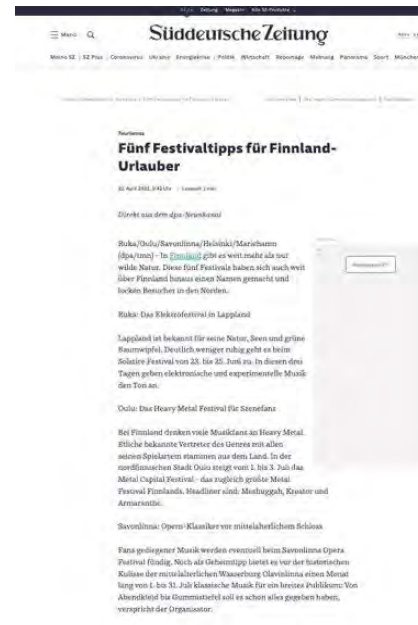 Zeitung Magazin Alle SZ-Produkte
Menü
Süddeutsche Zeitung
Meine SZ SZ Plus Coronavirus Ukraine Energiekrise Politik Wirtschaft Reportage Meinung Panorama Sport München
Tourismus
Fünf Festivaltipps für Finnland-
Urlauber
Direkt aus dem dpa-Newskanal
Ruka/Oulu/Savonlinna/Helsinki/Mariehamn
(dpa/tmn) - In Finnland gibt es weit mehr als nur
wilde Natur. Diese fünf Festivals haben sich auch weit
über Finnland hinaus einen Namen gemacht und
locken Besucher in den Norden.
Ruka: Das Elektrofestival in Lappland
Lappland ist bekannt für seine Natur, Seen und grüne
Baumwipfel. Deutlich weniger ruhig geht es beim
Solstice Festival von 23. bis 25. Juni zu. In diesen drei
Tagen geben elektronische und experimentelle Musik
den Ton an.
Oulu: Das Heavy Metal Festival für Szenefans
Bei Finnland denken viele Musikfans an Heavy Metal.
Etliche bekannte Vertreter des Genres mit allen
seinen Spielarten stammen aus dem Land. In der
nordfinnischen Stadt Oulu steigt vom 1. bis 3. Juli das
Metal Capital Festival - das zugleich größte Metal
Festival Finnlands. Headliner sind: Meshuggah, Kreator und
Amaranthe.
Savonlinna: Opern-Klassiker vor mittelalterlichem Schloss
Fans gediegener Musik werden eventuell beim Savonlinna Opera
Festival fündig. Noch als Geheimtipp bietet es vor der historischen
Kulisse der mittelalterlichen Wasserburg Olavinlinna einen Monat
lang von 1. bis 31. Juli klassische Musik für ein breites Publikum: Von
Abendkleid bis Gummistiefel soll es schon alles gegeben haben,
verspricht der Organisator.